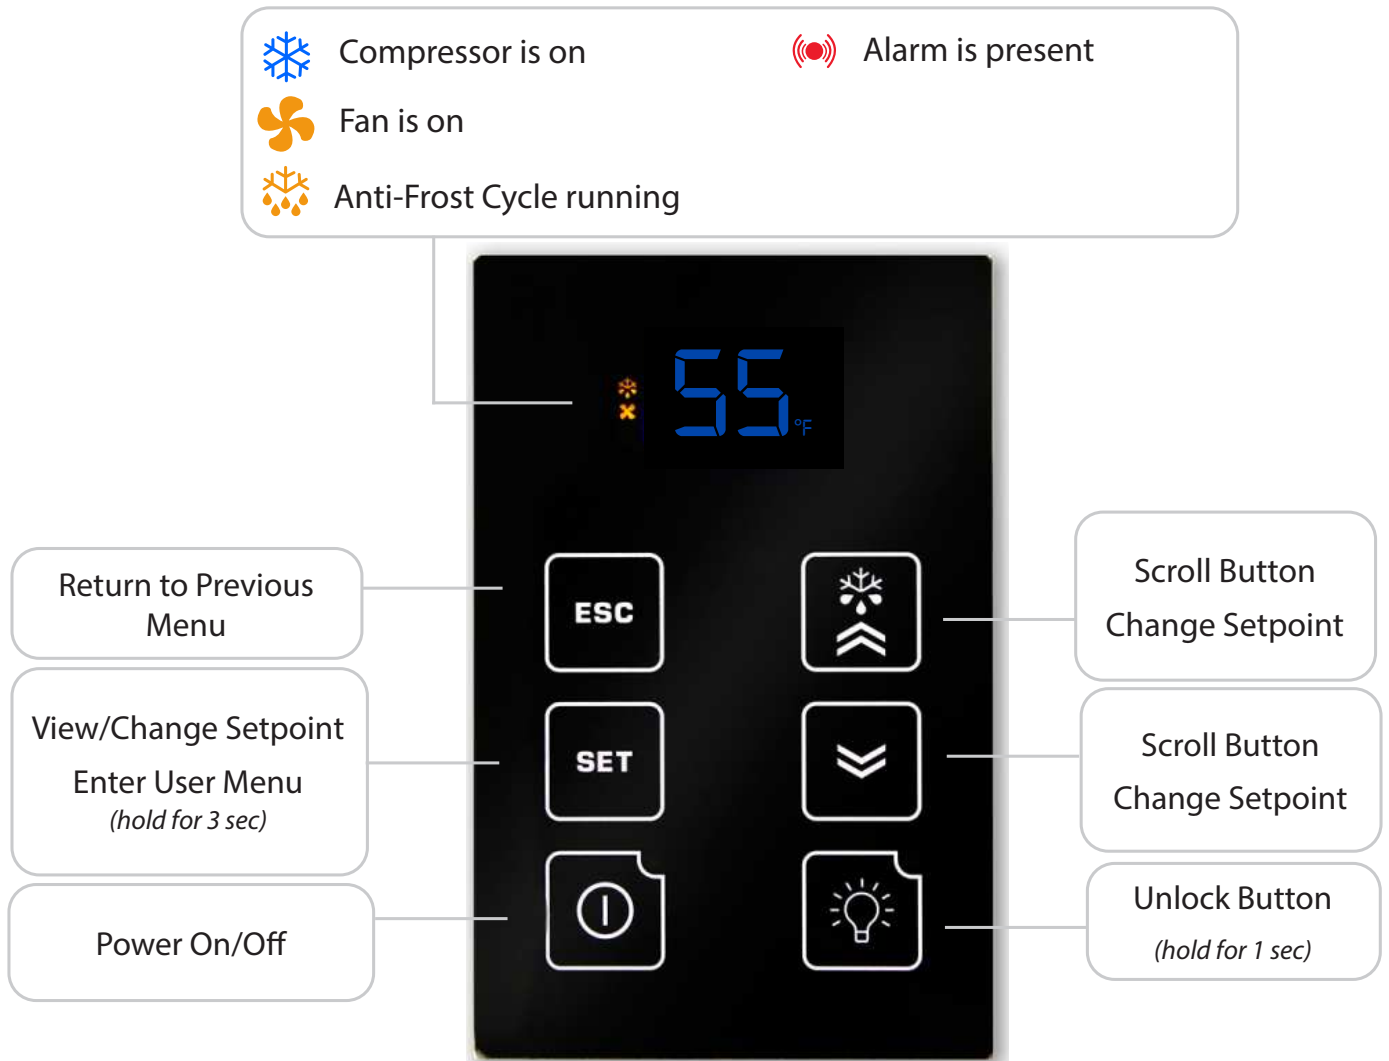 Compressor is on
Alarm is present
Fan is on
Anti-Frost Cycle running
55 °F
Return to Previous
Menu
ESC
Scroll Button
Change Setpoint
View/Change Setpoint
Enter User Menu
(hold for 3 sec)
SET
Scroll Button
Change Setpoint
Power On/Off
Unlock Button
(hold for 1 sec)